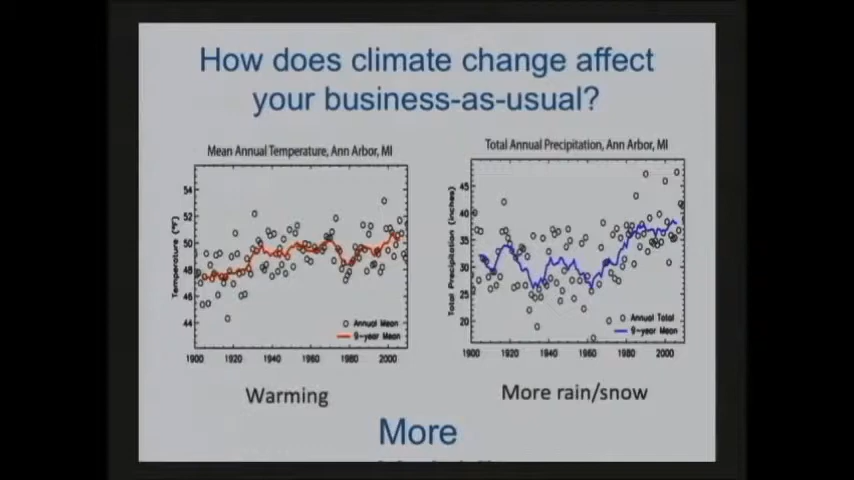 How does climate change affect
your business-as-usual?
Mean Annual Temperature, Ann Arbor, MI
Total Annual Precipitation, Ann Arbor, MI
Temperature (°F)
54
52
50
48
46
44
Annual Mean
9-year Mean
1900 1920 1940 1960 1980 2000
Total Precipitation (inches)
45
40
35
30
25
20
Annual Total
9-year Mean
1900 1920 1940 1960 1980 2000
Warming
More rain/snow
More